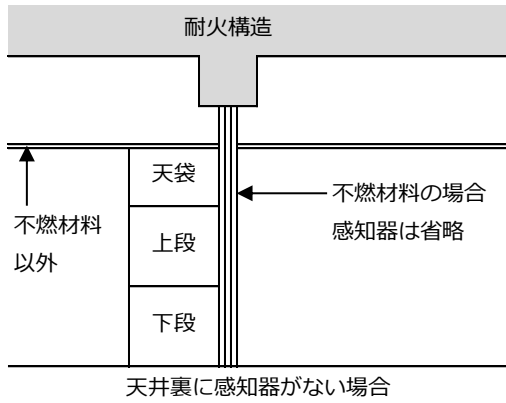 耐火構造
天袋
不燃材料の場合
感知器は省略
不燃材料
以外
上段
下段
天井裏に感知器がない場合